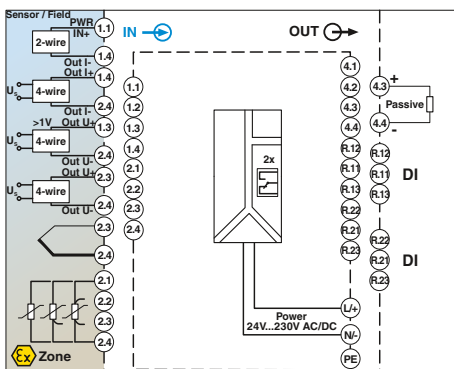 Sensor / Field
PWR
IN+
2-wire
1.1
1.4
Out I-
Out I+
4-wire
Us
2.4
Out I-
>1V Out U+
1.3
4-wire
Us
Out U-
2.4
Out U+
2.3
4-wire
Us
Out U-
2.4
2.3
2.4
2.1
2.2
2.3
2.4
Ex Zone
IN
OUT
1.1
1.2
1.3
1.4
2.1
2.2
2.3
2.4
2x
Power
24V...230V AC/DC
4.1
4.2
4.3
4.4
R.12
R.11
R.13
R.22
R.21
R.23
L/+
N/-
PE
4.3
+
Passive
4.4
-
R.12
R.11
DI
R.13
R.22
R.21
DI
R.23